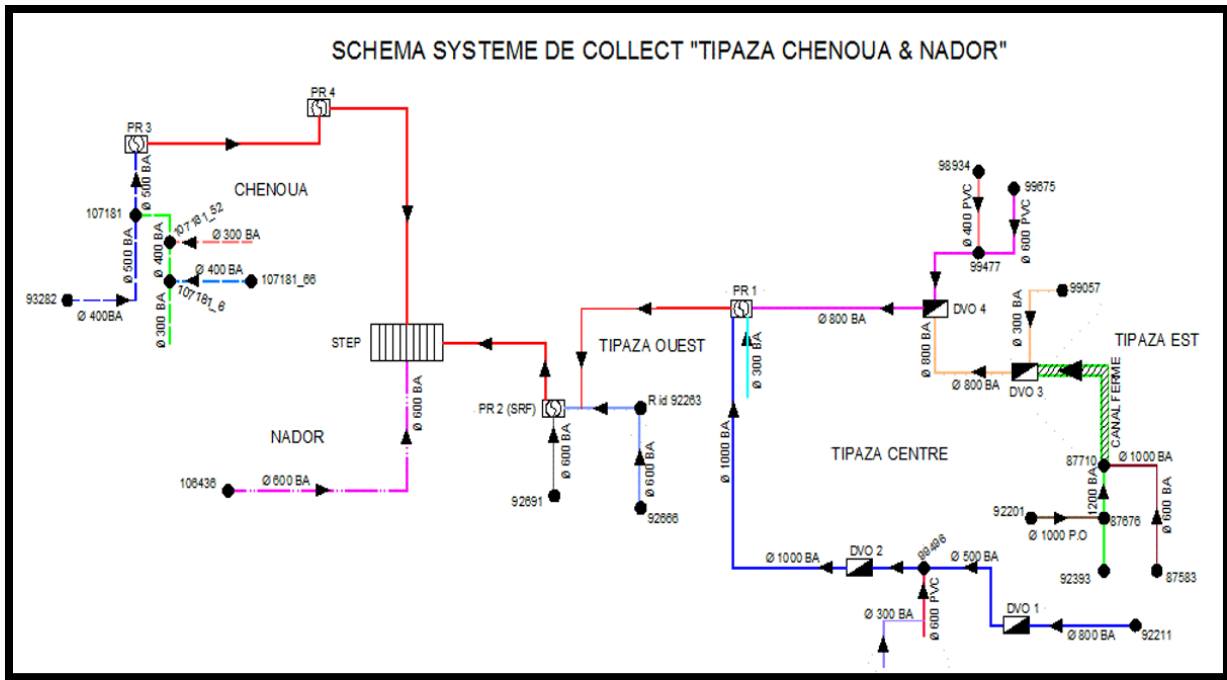 SCHEMA SYSTEME DE COLLECT "TIPAZA CHENOUA & NADOR"
PR 4
PR 3
Ø 500 BA
CHENOUA
107181
107181_52
Ø 300 BA
Ø 500 BA
Ø 400 BA
Ø 400 BA
107181_66
107181_6
93282
Ø 400BA
Ø 300 BA
STEP
Ø 600 BA
NADOR
106436
Ø 600 BA
98934
99675
Ø 400 PVC
Ø 600 PVC
99477
PR 1
99057
Ø 800 BA
DVO 4
Ø 300 BA
TIPAZA OUEST
TIPAZA EST
Ø 300 BA
Ø 800 BA
Ø 800 BA
DVO 3
CANAL FERME
PR 2 (SRF)
R id 92263
Ø 600 BA
Ø 600 BA
92691
92666
Ø 1000 BA
TIPAZA CENTRE
87710
Ø 1000 BA
1200 BA
Ø 600 BA
92201
87676
Ø 1000 P.O
92393
87583
Ø 1000 BA
DVO 2
99496
Ø 500 BA
Ø 300 BA
Ø 600 PVC
DVO 1
Ø 800 BA
92211